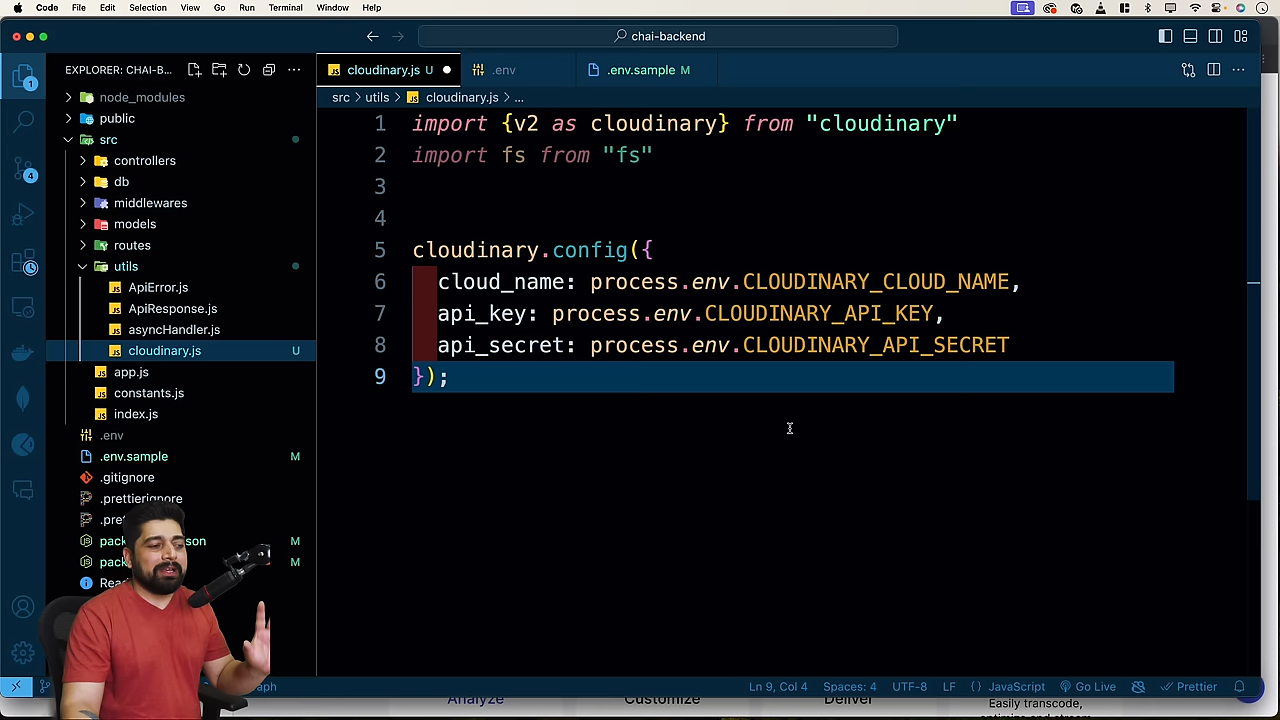 Code File Edit Selection View Go Run Terminal Window Help
chai-backend
EXPLORER: CHAI-B...
cloudinary.js U
.env
.env.sample M
src > utils > cloudinary.js > ...
node_modules
public
src
controllers
db
middlewares
models
routes
utils
ApiError.js
ApiResponse.js
asyncHandler.js
cloudinary.js U
app.js
constants.js
index.js
.env
.env.sample M
.gitignore
.prettierignore
M
M
1 import {v2 as cloudinary} from "cloudinary"
2 import fs from "fs"
3
4
5 cloudinary.config({
6 cloud_name: process.env.CLOUDINARY_CLOUD_NAME,
7 api_key: process.env.CLOUDINARY_API_KEY,
8 api_secret: process.env.CLOUDINARY_API_SECRET
9 });
1
4
Ln 9, Col 4 Spaces: 4 UTF-8 LF {} JavaScript Go Live Prettier
Analyze Customize Deliver
Easily transcode,